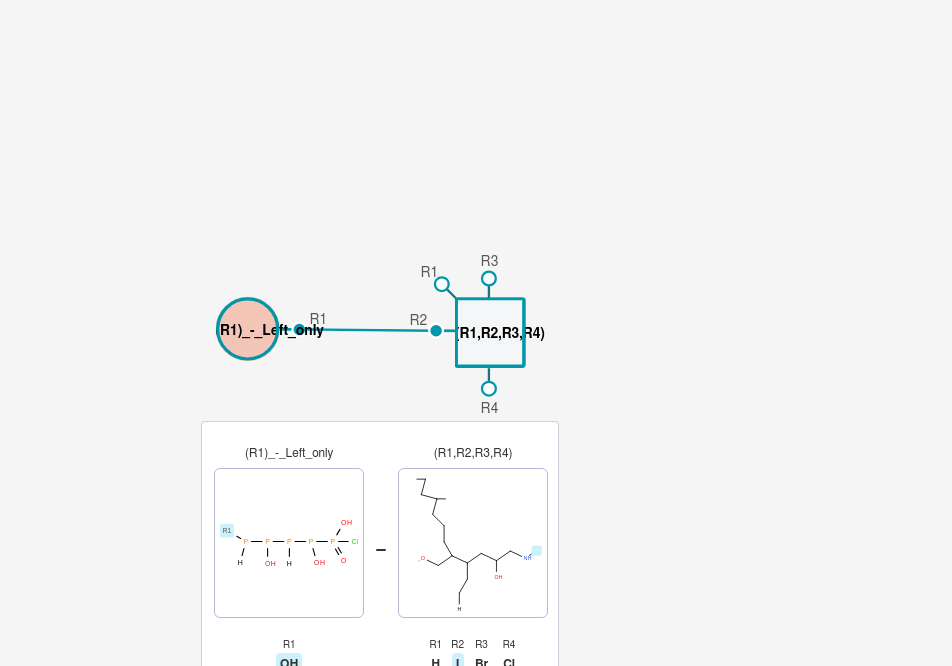 R3
R1
R1
R2
R1)_-_Left_only
(R1,R2,R3,R4)
R4
(R1)_-_Left_only
(R1,R2,R3,R4)
R1
OH
P P P P P Cl
H OH H OH O
O
NH
OH
H
R1
R1 R2 R3 R4
OH
H I Br Cl